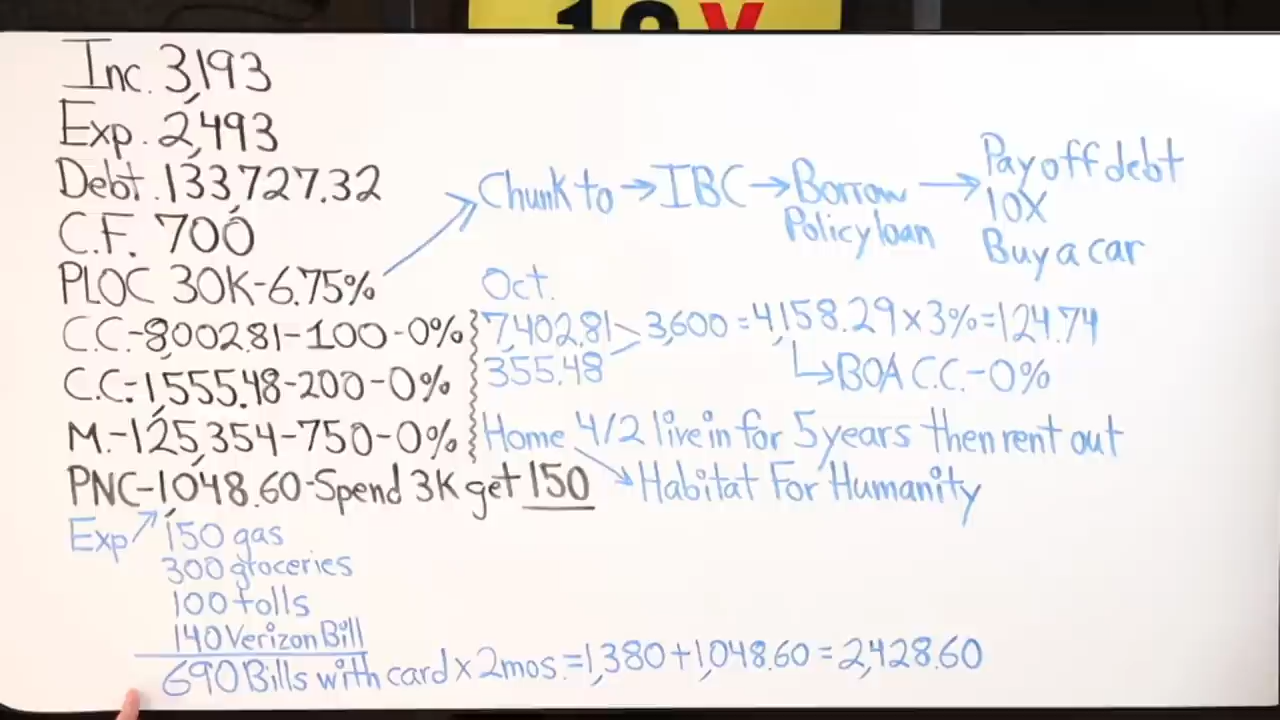 Inc. 3,193
Exp. 2,493
Debt. 133,727.32
C.F. 700
PLOC 30K-6.75%
Chunk to → IBC → Borrow Policy loan → Pay off debt
10X
Buy a car
Oct.
C.C.-8,002.81-100-0% 7,402.81 3,600 = 4,158.29 x 3% = 124.74
C.C.-1,555.48-200-0% 355.48 BOA C.C.-0%
M.-125,354-750-0% Home 4/2 live in for 5 years then rent out
PNC-1,048.60-Spend 3K get 150 Habitat For Humanity
Exp 150 gas
300 groceries
100 tolls
140 Verizon Bill
690 Bills with card x 2mos. = 1,380 + 1,048.60 = 2,428.60